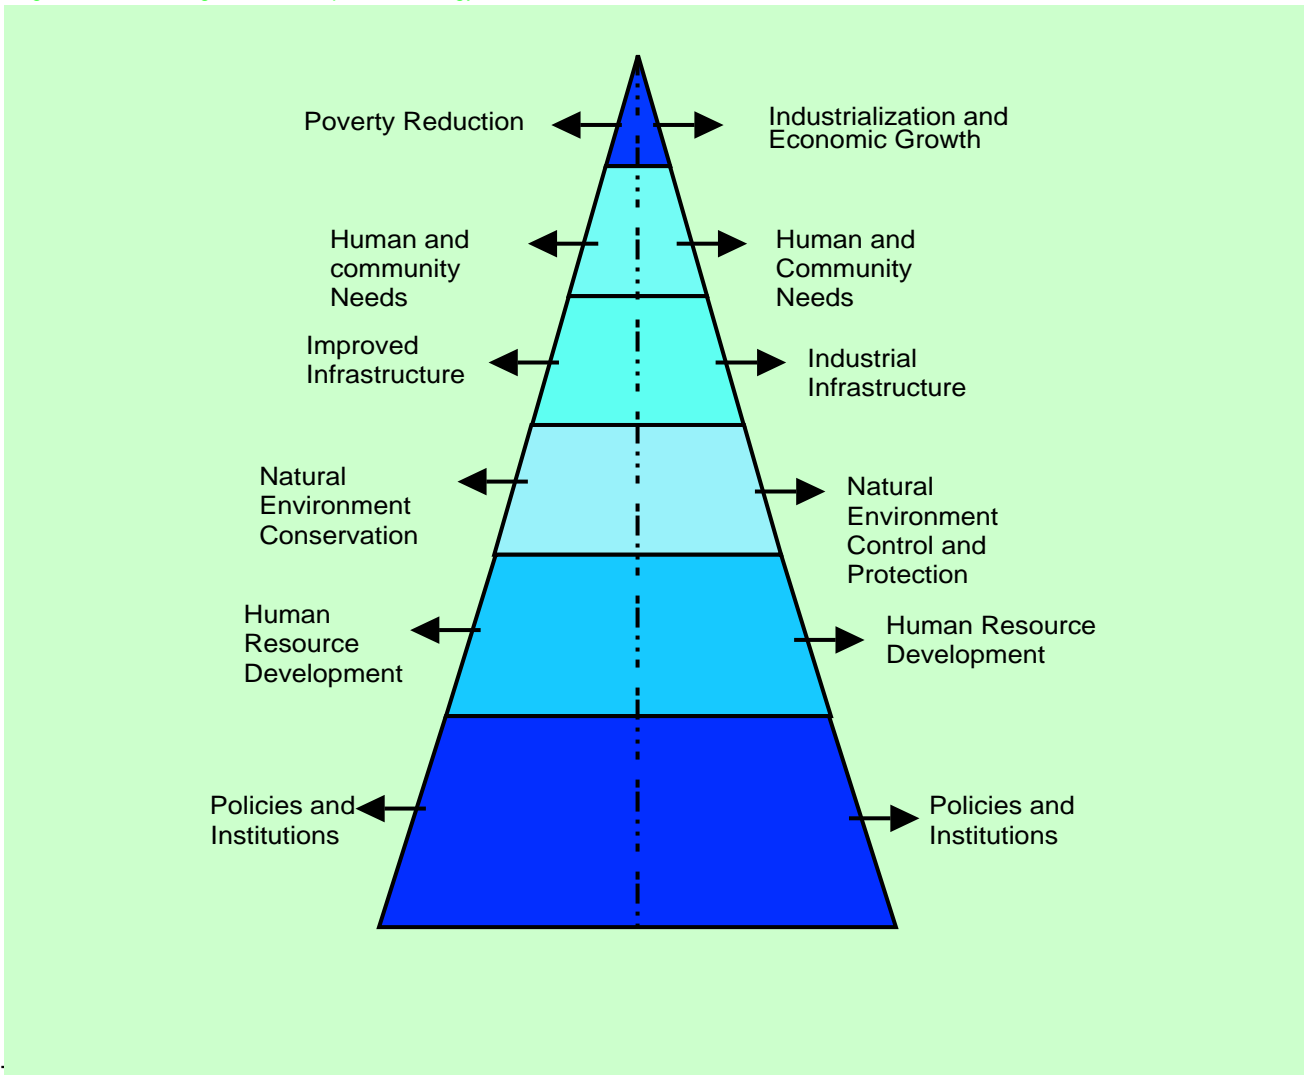 Poverty Reduction
Industrialization and
Economic Growth
Human and
community
Needs
Human and
Community
Needs
Improved
Infrastructure
Industrial
Infrastructure
Natural
Environment
Conservation
Natural
Environment
Control and
Protection
Human
Resource
Development
Human Resource
Development
Policies and
Institutions
Policies and
Institutions